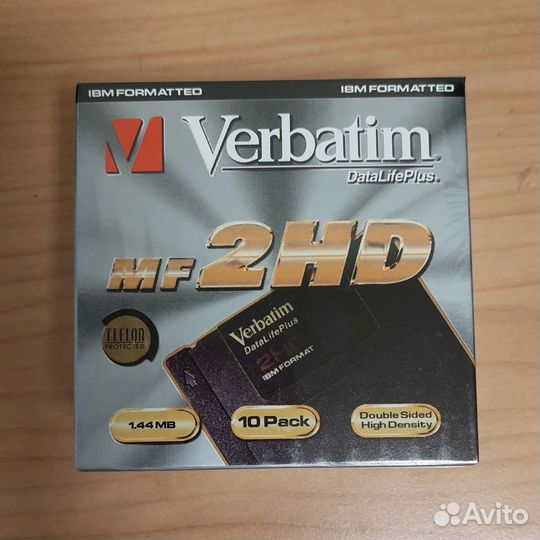 IBM FORMATTED IBM FORMATTED
Verbatim®
DataLifePlus®
MF 2HD
Verbatim
DataLifePlus
2HD
IBM FORMAT
TEFLON
PROTECTED
1.44 MB
10 Pack
Double Sided
High Density
Avito